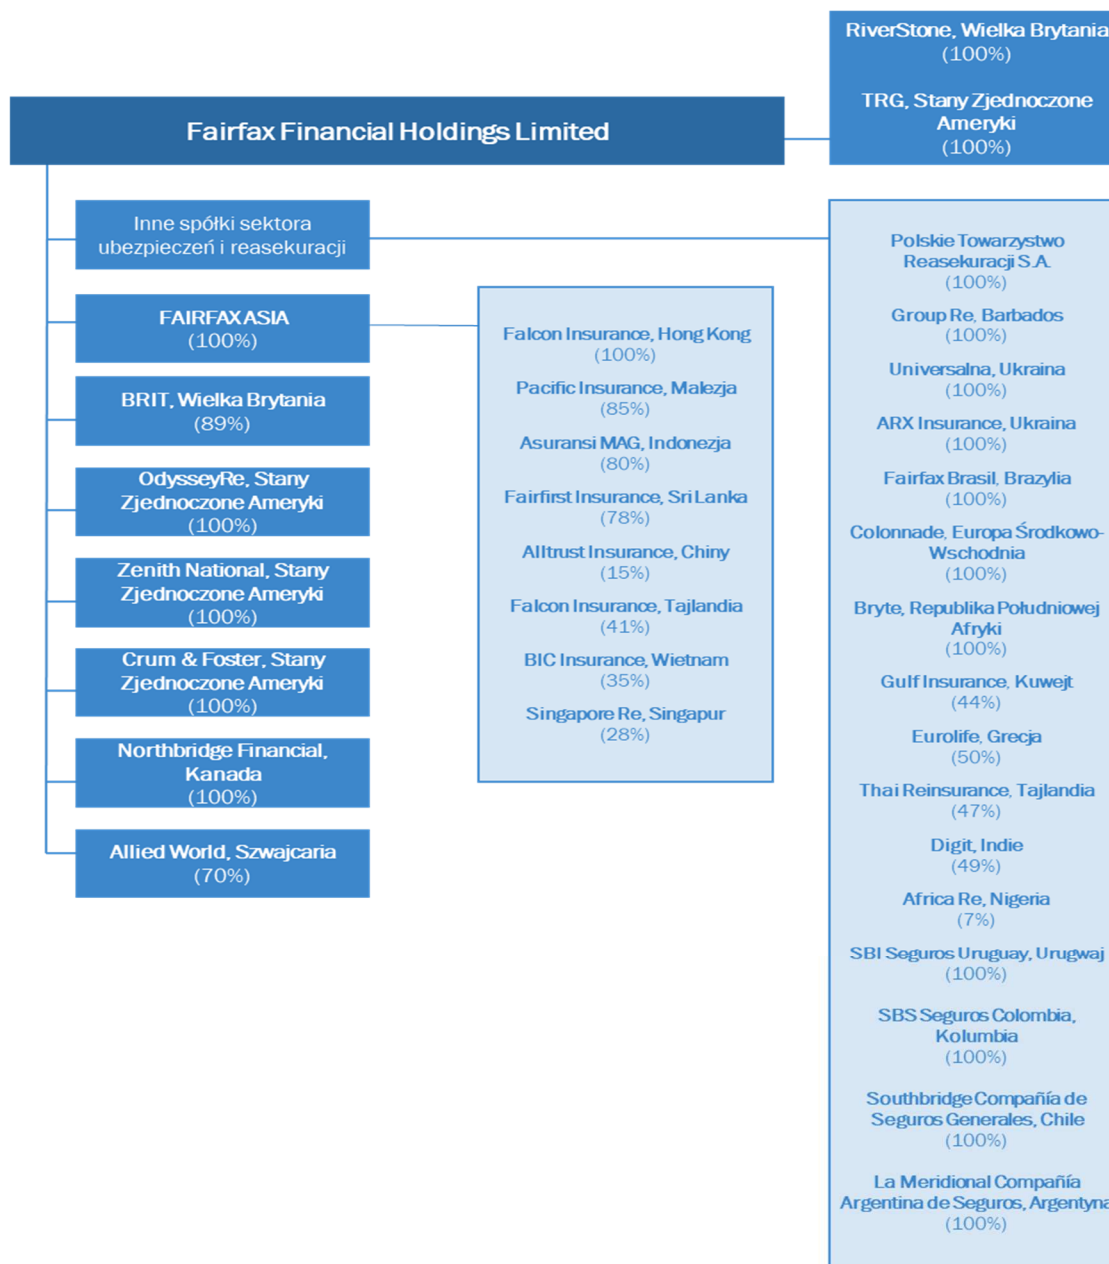 RiverStone, Wielka Brytania
(100%)
TRG, Stany Zjednoczone
Ameryki
(100%)
Fairfax Financial Holdings Limited
Inne spółki sektora
ubezpieczeń i reasekuracji
FAIRFAX ASIA
(100%)
BRIT, Wielka Brytania
(89%)
OdysseyRe, Stany
Zjednoczone Ameryki
(100%)
Zenith National, Stany
Zjednoczone Ameryki
(100%)
Crum & Foster, Stany
Zjednoczone Ameryki
(100%)
Northbridge Financial,
Kanada
(100%)
Allied World, Szwajcaria
(70%)
Falcon Insurance, Hong Kong
(100%)
Pacific Insurance, Malezja
(85%)
Asuransi MAG, Indonezja
(80%)
Fairfirst Insurance, Sri Lanka
(78%)
Alltrust Insurance, Chiny
(15%)
Falcon Insurance, Tajlandia
(41%)
BIC Insurance, Wietnam
(35%)
Singapore Re, Singapur
(28%)
Polskie Towarzystwo
Reasekuracji S.A.
(100%)
Group Re, Barbados
(100%)
Universalna, Ukraina
(100%)
ARX Insurance, Ukraina
(100%)
Fairfax Brasil, Brazylia
(100%)
Colonnade, Europa Środkowo-
Wschodnia
(100%)
Bryte, Republika Południowej
Afryki
(100%)
Gulf Insurance, Kuwejt
(44%)
Eurolife, Grecja
(50%)
Thai Reinsurance, Tajlandia
(47%)
Digit, Indie
(49%)
Africa Re, Nigeria
(7%)
SBI Seguros Uruguay, Urugwaj
(100%)
SBS Seguros Colombia,
Kolumbia
(100%)
Southbridge Compañía de
Seguros Generales, Chile
(100%)
La Meridional Compañía
Argentina de Seguros, Argentyna
(100%)